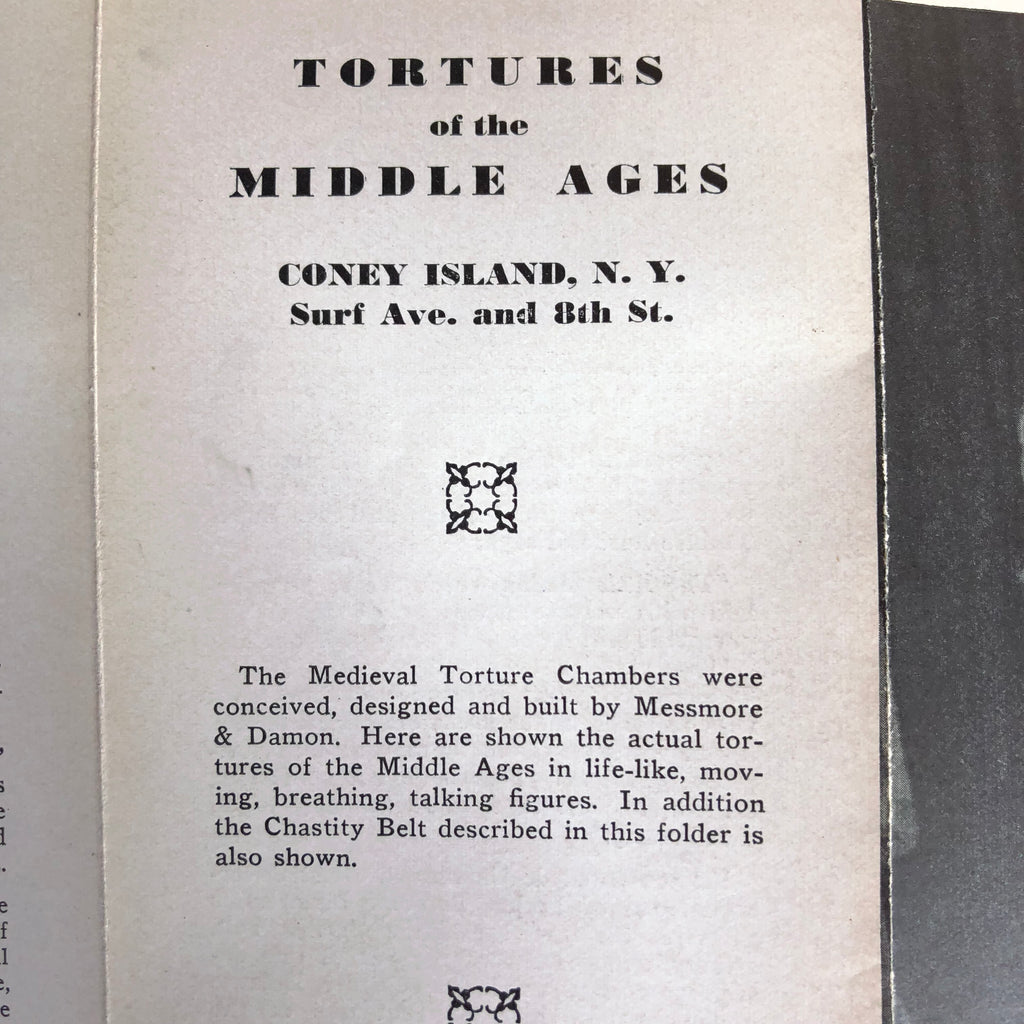 TORTURES
of the
MIDDLE AGES
CONEY ISLAND, N. Y.
Surf Ave. and 8th St.
The Medieval Torture Chambers were
conceived, designed and built by Messmore
& Damon. Here are shown the actual tor-
tures of the Middle Ages in life-like, mov-
ing, breathing, talking figures. In addition
the Chastity Belt described in this folder is
also shown.